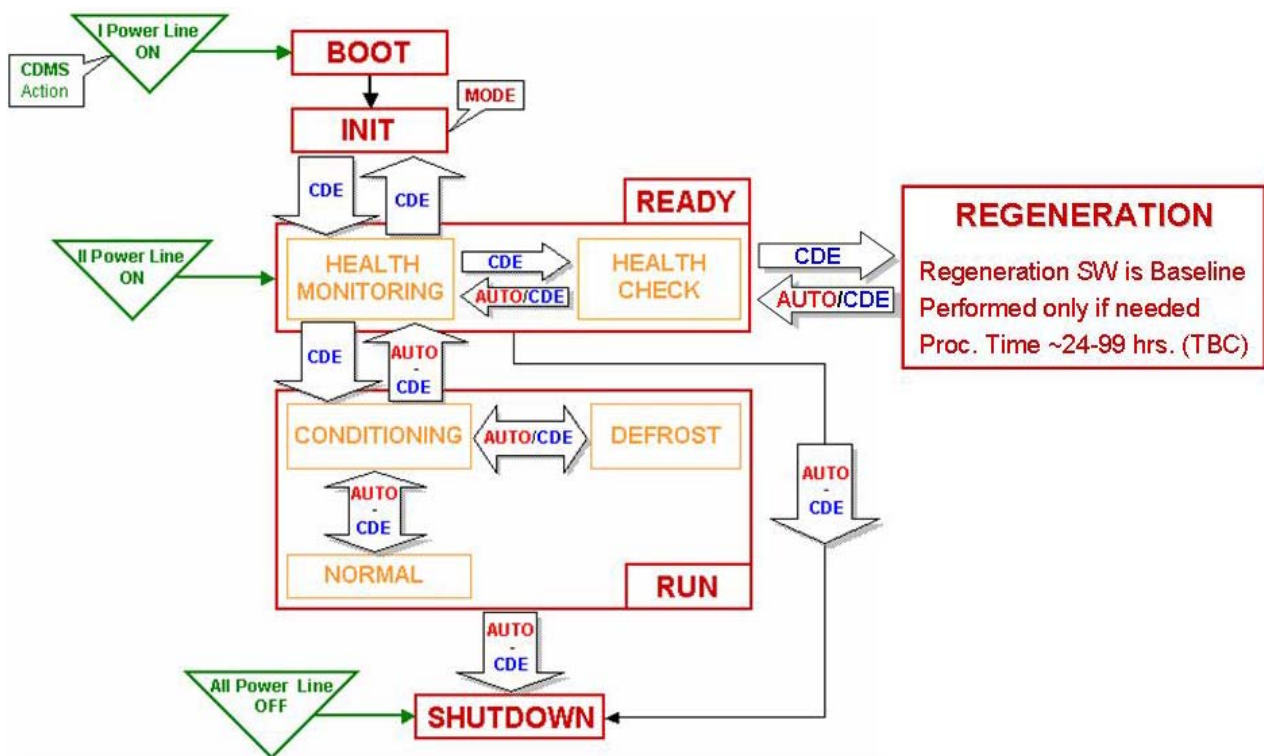 I Power Line
ON
CDMS
Action
BOOT
MODE
INIT
CDE
CDE
READY
II Power Line
ON
HEALTH
MONITORING
CDE
AUTO/CDE
HEALTH
CHECK
CDE
AUTO/CDE
REGENERATION
Regeneration SW is Baseline
Performed only if needed
Proc. Time ~24-99 hrs. (TBC)
CDE
AUTO
-
CDE
CONDITIONING
AUTO/CDE
DEFROST
AUTO
-
CDE
AUTO
-
CDE
NORMAL
RUN
AUTO
-
CDE
All Power Line
OFF
SHUTDOWN